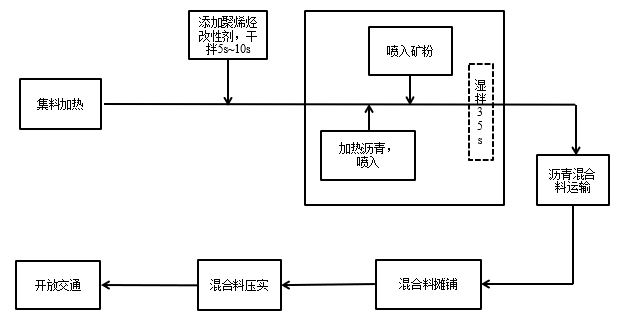 集料加热
添加聚烯烃
改性剂，干
拌5s~10s
喷入矿粉
加热沥青，
喷入
湿
拌
3
5
s
沥青混合
料运输
混合料摊铺
混合料压实
开放交通